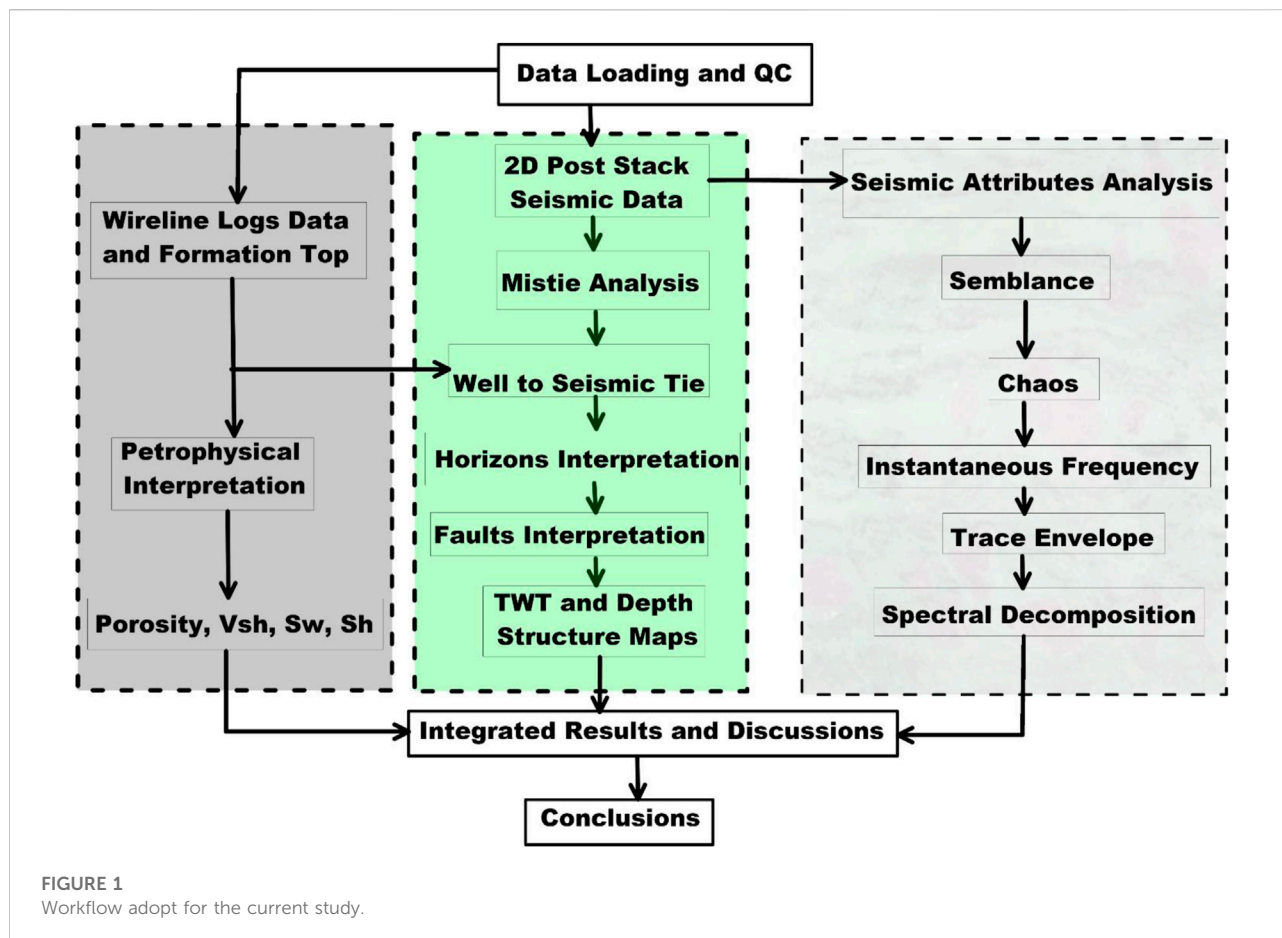 Data Loading and QC
Wireline Logs Data
and Formation Top
Petrophysical
Interpretation
Porosity, Vsh, Sw, Sh
2D Post Stack
Seismic Data
Mistie Analysis
Well to Seismic Tie
Horizons Interpretation
Faults Interpretation
TWT and Depth
Structure Maps
Seismic Attributes Analysis
Semblance
Chaos
Instantaneous Frequency
Trace Envelope
Spectral Decomposition
Integrated Results and Discussions
Conclusions
FIGURE 1
Workflow adopt for the current study.